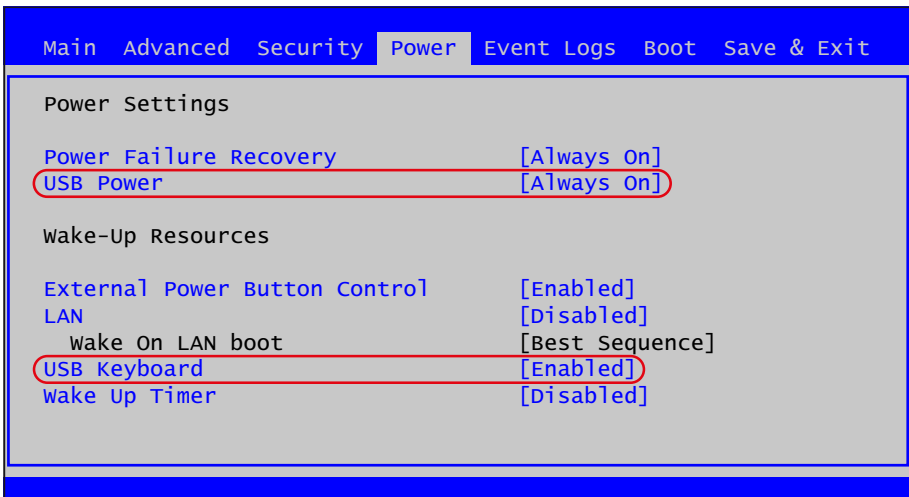 Main Advanced Security Power Event Logs Boot Save & Exit
Power Settings
Power Failure Recovery [Always On]
USB Power [Always On]
Wake-Up Resources
External Power Button Control [Enabled]
LAN [Disabled]
Wake On LAN boot [Best Sequence]
USB Keyboard [Enabled]
Wake Up Timer [Disabled]